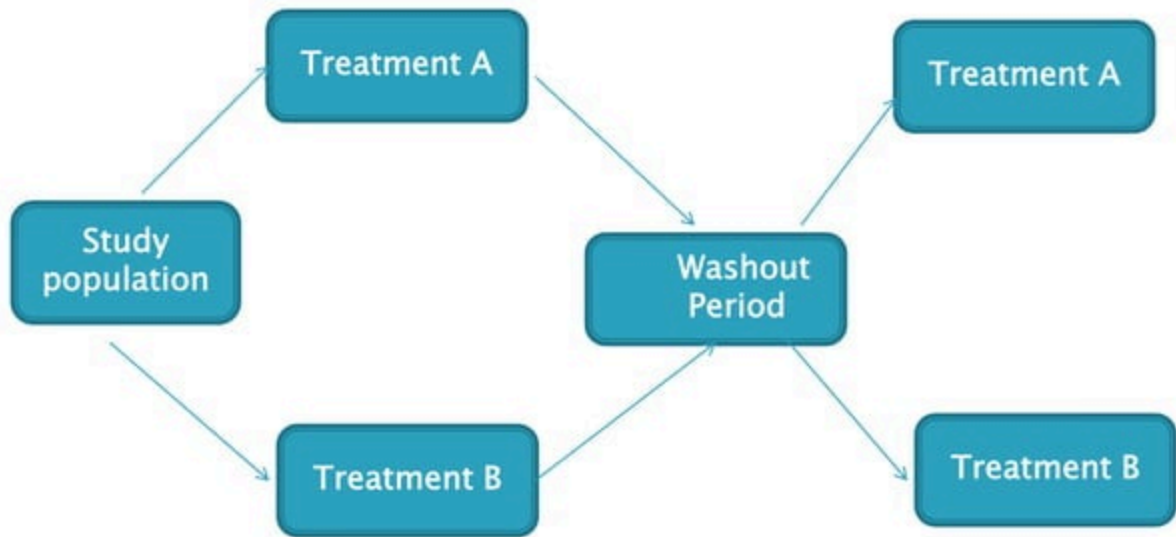 Treatment A
Treatment A
Study
population
Washout
Period
Treatment B
Treatment B